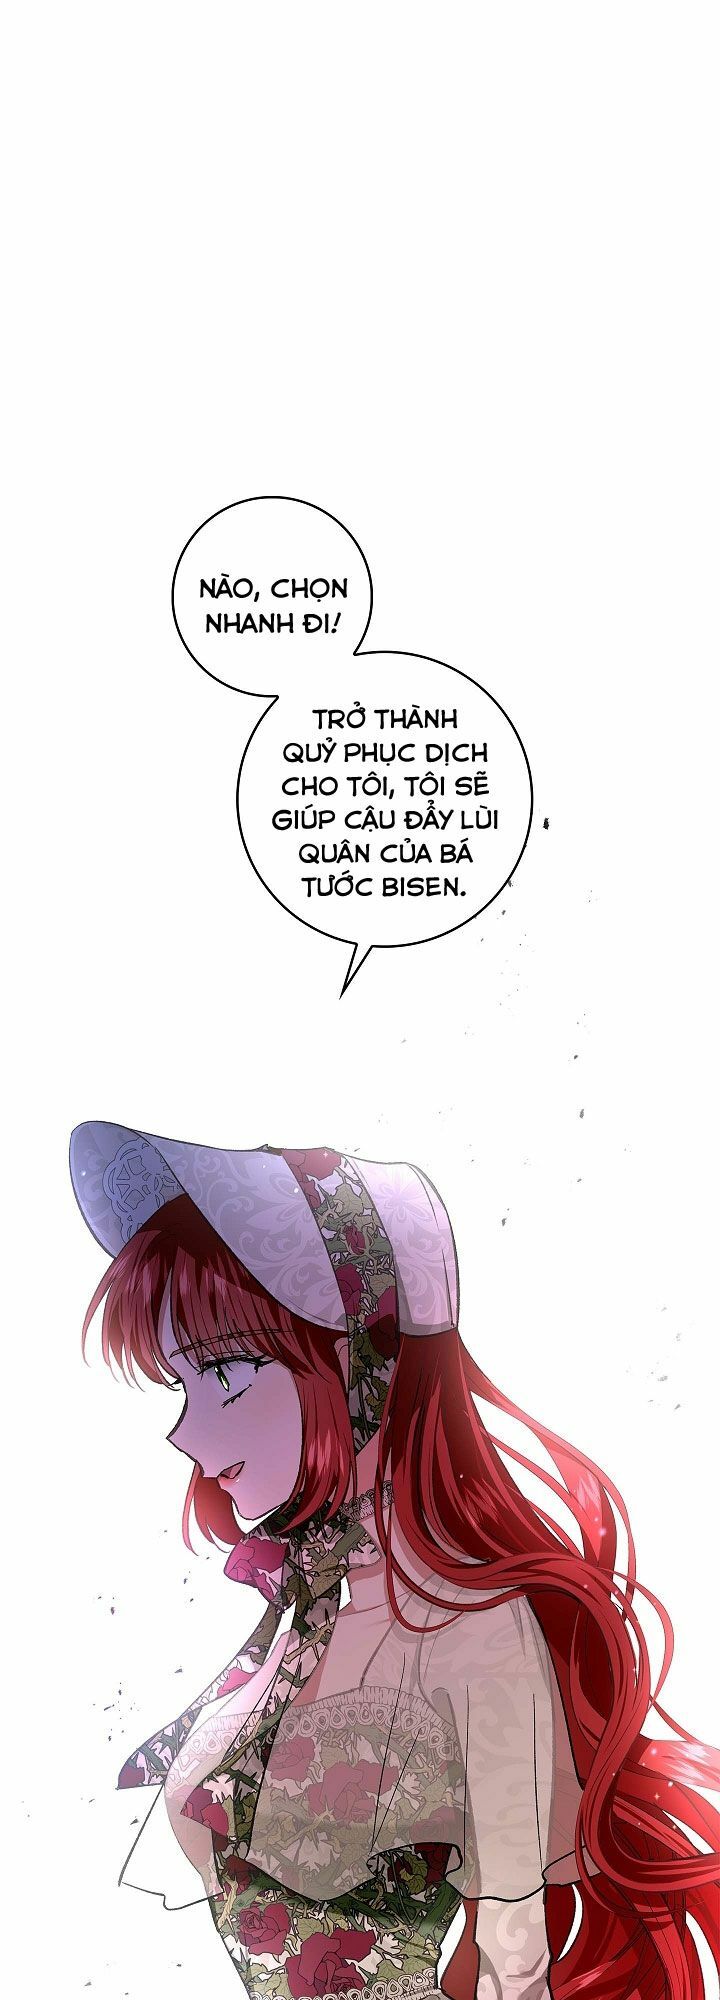 NÀO, CHỌN
NHANH ĐI!
TRỞ THÀNH
QUỶ PHỤC DỊCH
CHO TÔI, TÔI SẼ
GIÚP CẬU ĐẨY LÙI
QUÂN CỦA BÁ
TƯỚC BISEN.